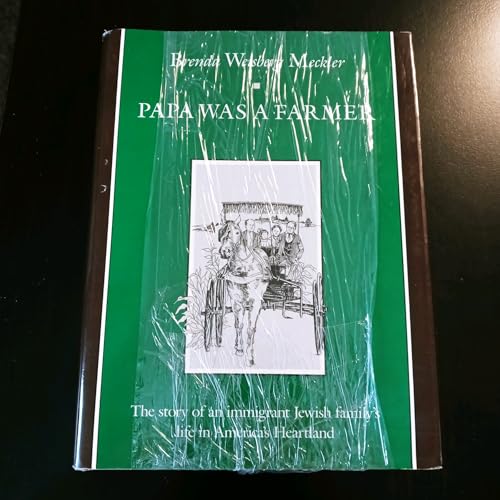 Brenda Weisberg Meckler
PAPA WAS A FARMER
The story of an immigrant Jewish family's
life in America's Heartland